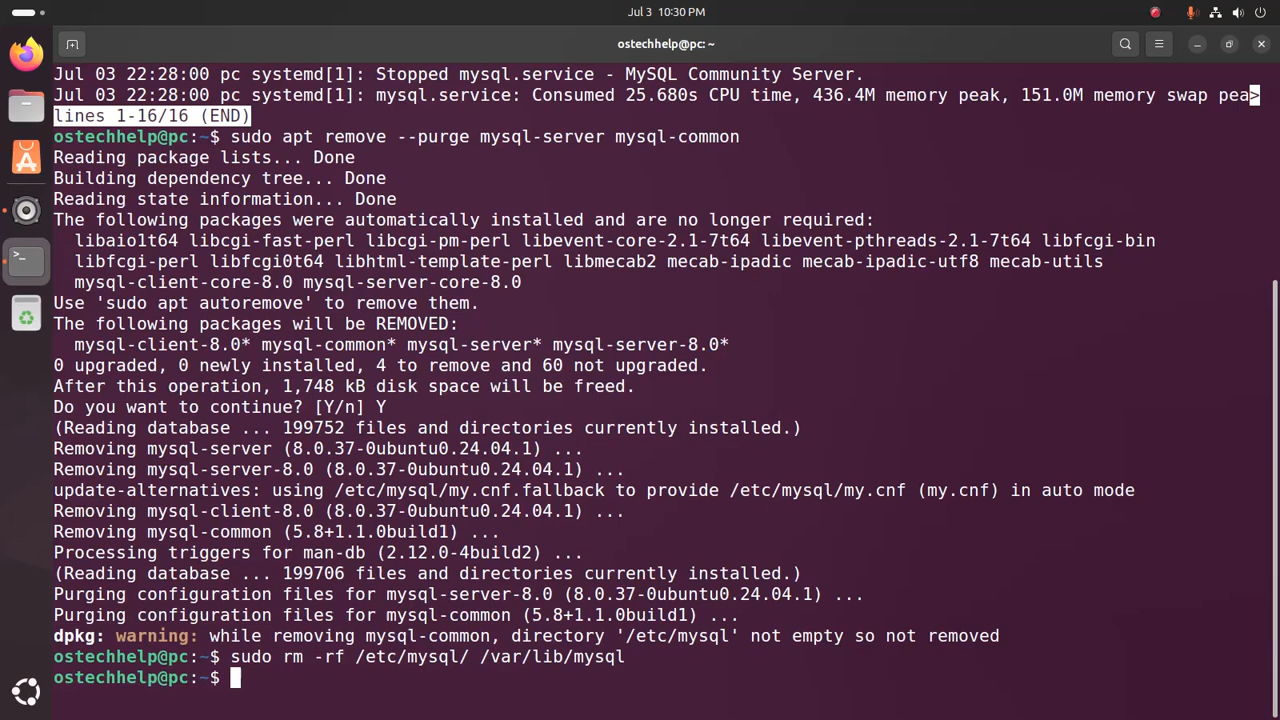 Jul 3 10:30 PM
ostechhelp@pc: ~
Jul 03 22:28:00 pc systemd[1]: Stopped mysql.service - MySQL Community Server.
Jul 03 22:28:00 pc systemd[1]: mysql.service: Consumed 25.680s CPU time, 436.4M memory peak, 151.0M memory swap pea>
lines 1-16/16 (END)
ostechhelp@pc:~$ sudo apt remove --purge mysql-server mysql-common
Reading package lists... Done
Building dependency tree... Done
Reading state information... Done
The following packages were automatically installed and are no longer required:
  libaio1t64 libcgi-fast-perl libcgi-pm-perl libevent-core-2.1-7t64 libevent-pthreads-2.1-7t64 libfcgi-bin
  libfcgi-perl libfcgi0t64 libhtml-template-perl libmecab2 mecab-ipadic mecab-ipadic-utf8 mecab-utils
  mysql-client-core-8.0 mysql-server-core-8.0
Use 'sudo apt autoremove' to remove them.
The following packages will be REMOVED:
  mysql-client-8.0* mysql-common* mysql-server* mysql-server-8.0*
0 upgraded, 0 newly installed, 4 to remove and 60 not upgraded.
After this operation, 1,748 kB disk space will be freed.
Do you want to continue? [Y/n] Y
(Reading database ... 199752 files and directories currently installed.)
Removing mysql-server (8.0.37-0ubuntu0.24.04.1) ...
Removing mysql-server-8.0 (8.0.37-0ubuntu0.24.04.1) ...
update-alternatives: using /etc/mysql/my.cnf.fallback to provide /etc/mysql/my.cnf (my.cnf) in auto mode
Removing mysql-client-8.0 (8.0.37-0ubuntu0.24.04.1) ...
Removing mysql-common (5.8+1.1.0build1) ...
Processing triggers for man-db (2.12.0-4build2) ...
(Reading database ... 199706 files and directories currently installed.)
Purging configuration files for mysql-server-8.0 (8.0.37-0ubuntu0.24.04.1) ...
Purging configuration files for mysql-common (5.8+1.1.0build1) ...
dpkg: warning: while removing mysql-common, directory '/etc/mysql' not empty so not removed
ostechhelp@pc:~$ sudo rm -rf /etc/mysql/ /var/lib/mysql
ostechhelp@pc:~$